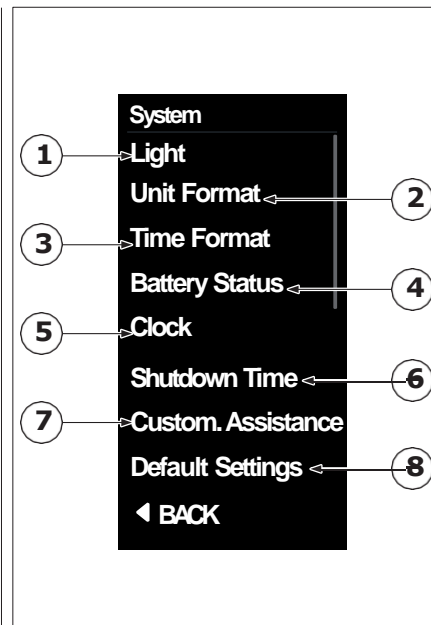 System
1 Light
Unit Format 2
3 Time Format
Battery Status 4
5 Clock
Shutdown Time 6
7 Custom. Assistance
Default Settings 8
BACK